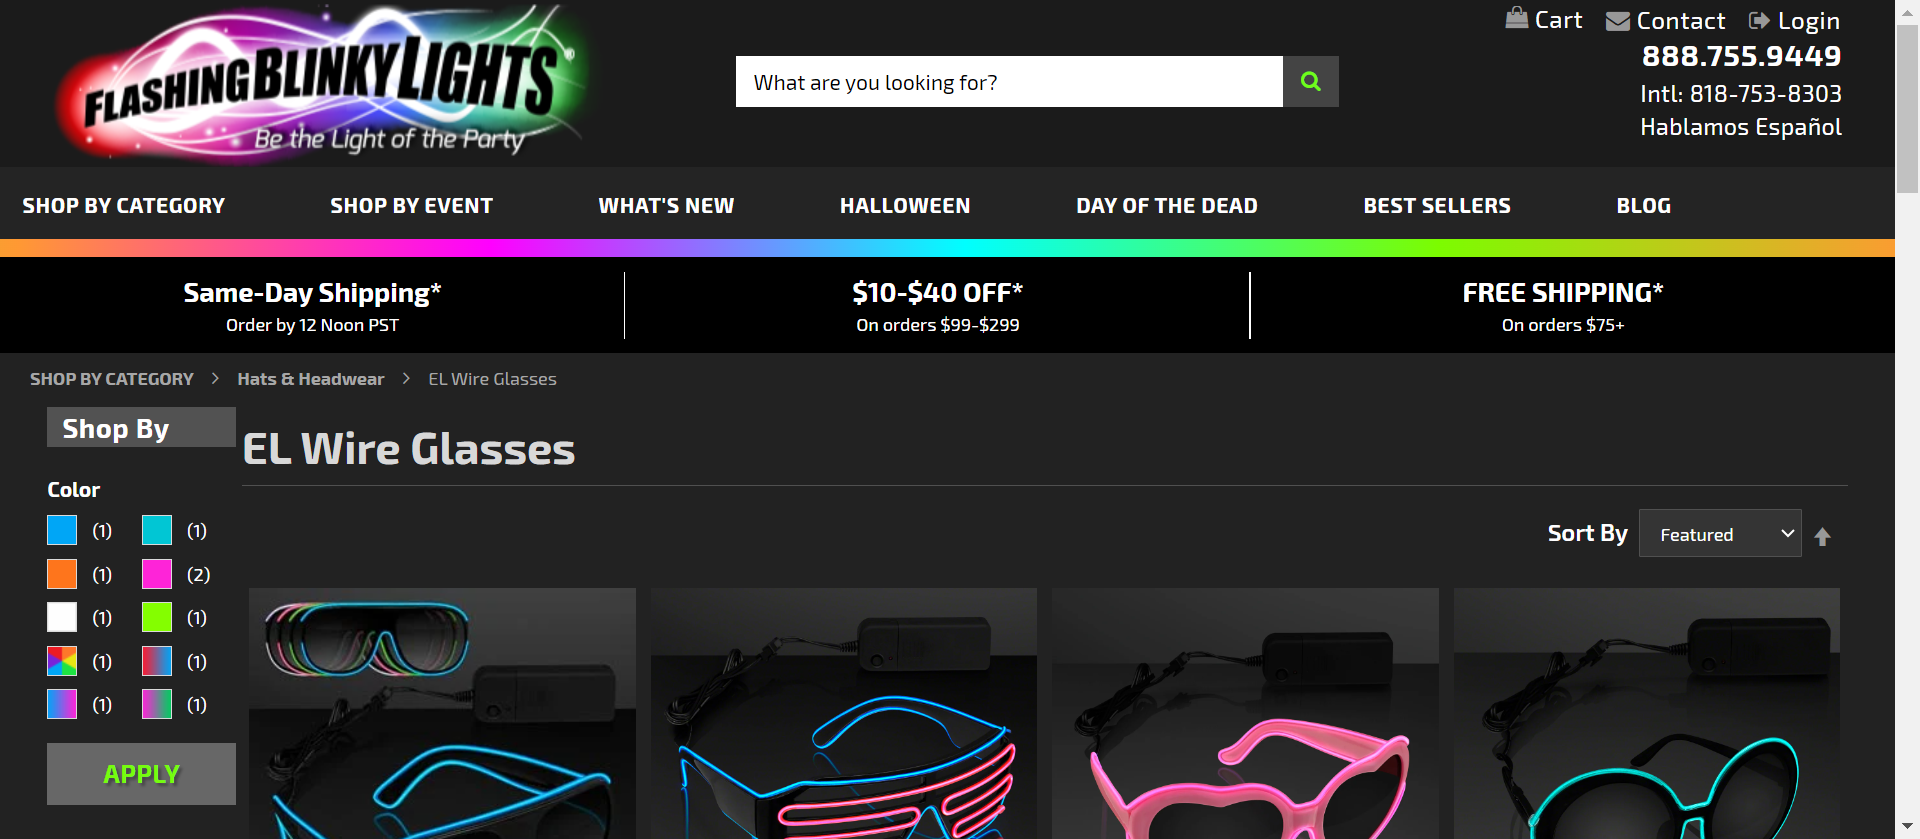 FLASHINGBLINKYLIGHTS
Be the Light of the Party
What are you looking for?
Cart
Contact
Login
888.755.9449
Intl: 818-753-8303
Hablamos Español
SHOP BY CATEGORY
SHOP BY EVENT
WHAT'S NEW
HALLOWEEN
DAY OF THE DEAD
BEST SELLERS
BLOG
Same-Day Shipping*
Order by 12 Noon PST
$10-$40 OFF*
On orders $99-$299
FREE SHIPPING*
On orders $75+
SHOP BY CATEGORY > Hats & Headwear > EL Wire Glasses
Shop By
EL Wire Glasses
Color
(1) (1)
(1) (2)
(1) (1)
(1) (1)
(1) (1)
APPLY
Sort By Featured